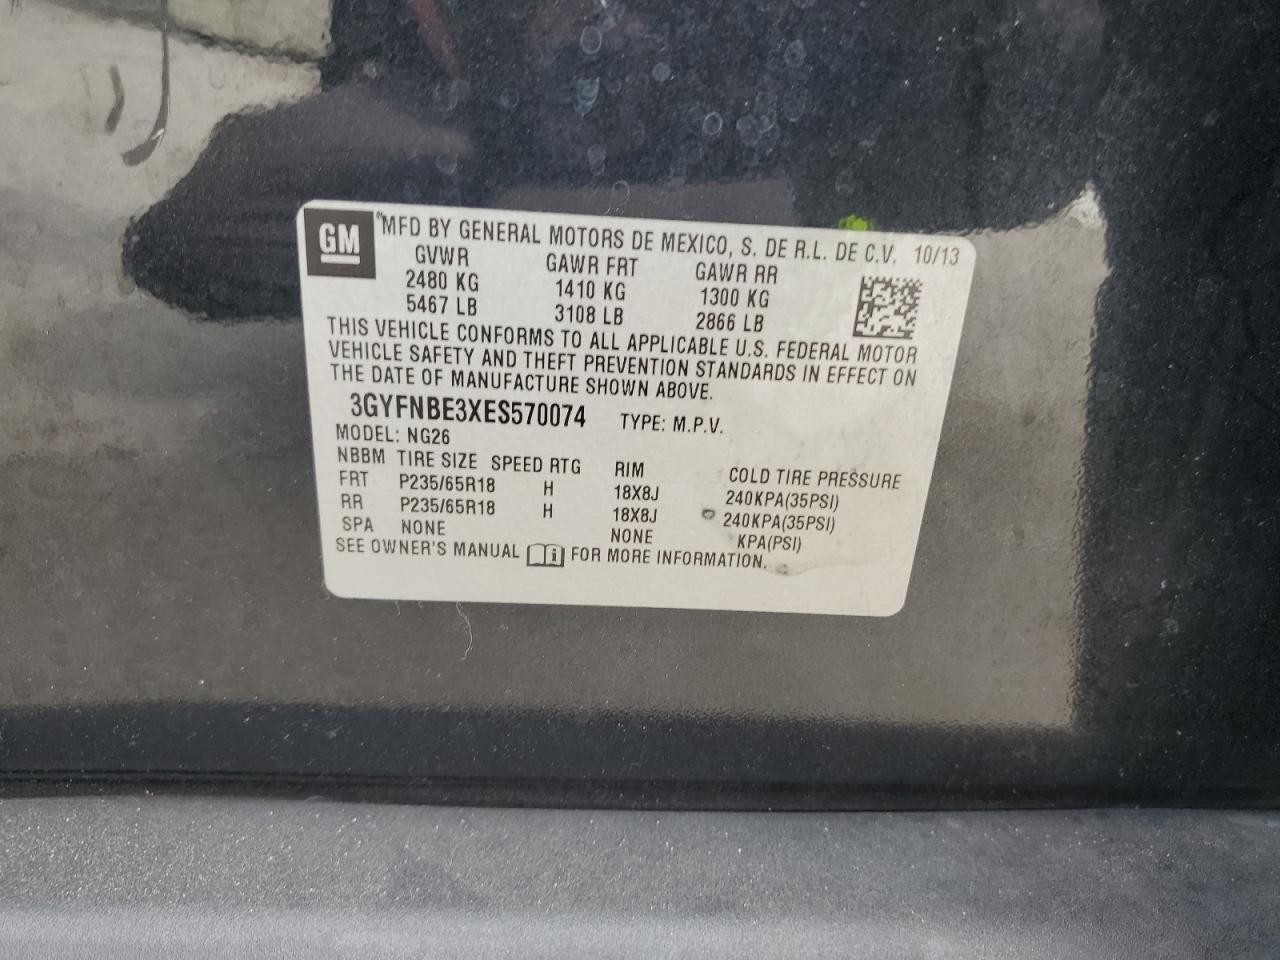 GM ® MFD BY GENERAL MOTORS DE MEXICO, S. DE R.L. DE C.V. 10/13
GVWR GAWR FRT GAWR RR
2480 KG 1410 KG 1300 KG
5467 LB 3108 LB 2866 LB
THIS VEHICLE CONFORMS TO ALL APPLICABLE U.S. FEDERAL MOTOR
VEHICLE SAFETY AND THEFT PREVENTION STANDARDS IN EFFECT ON
THE DATE OF MANUFACTURE SHOWN ABOVE.
3GYFNBE3XES570074 TYPE: M.P.V.
MODEL: NG26
NBBM TIRE SIZE SPEED RTG RIM COLD TIRE PRESSURE
FRT P235/65R18 H 18X8J 240KPA(35PSI)
RR P235/65R18 H 18X8J 240KPA(35PSI)
SPA NONE NONE KPA(PSI)
SEE OWNER'S MANUAL i FOR MORE INFORMATION.